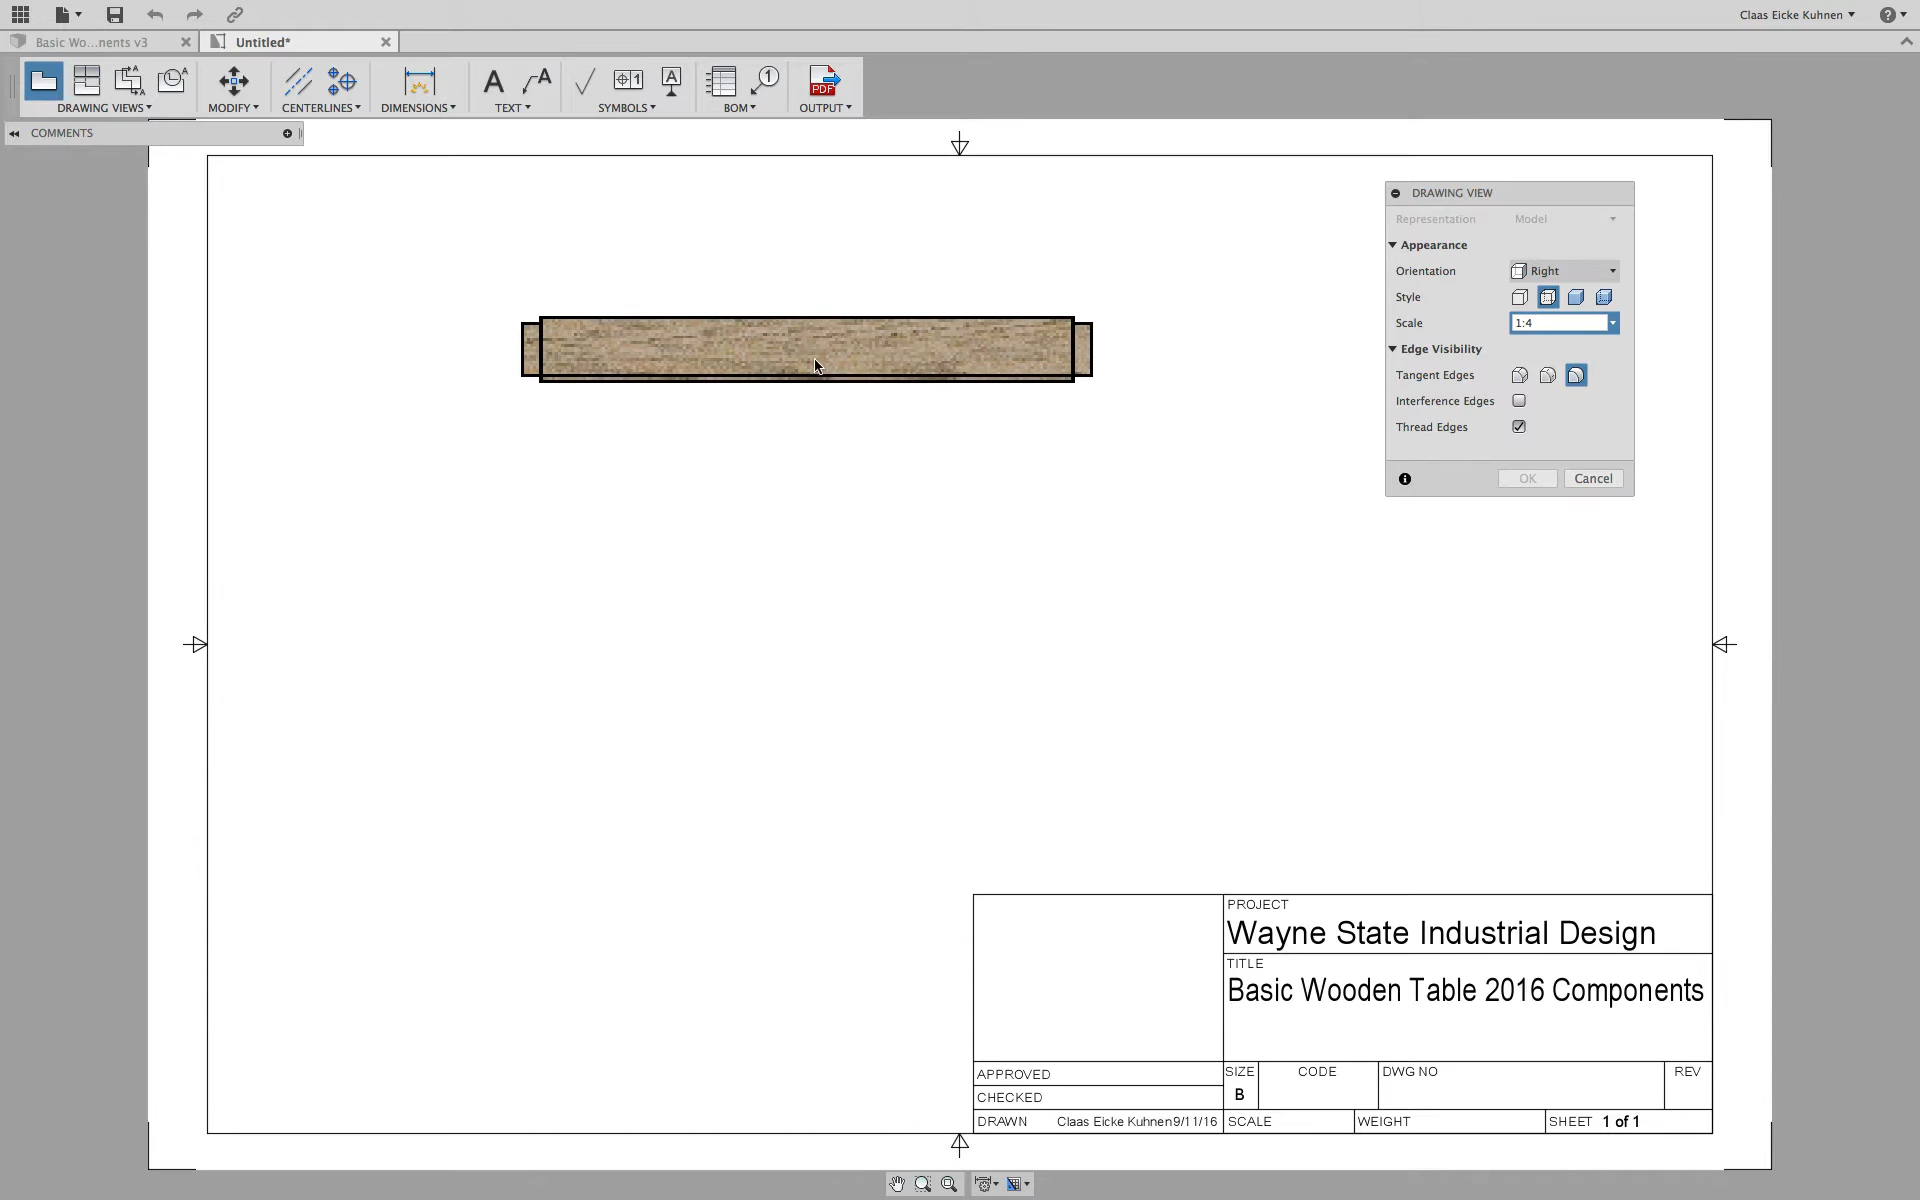 Claas Eicke Kuhnen
?
Basic Wo...nents v3
Untitled*
DRAWING VIEWS
MODIFY
CENTERLINES
DIMENSIONS
TEXT
SYMBOLS
BOM
OUTPUT
A
A
A
A
A
1
A
1
PDF
COMMENTS
DRAWING VIEW
Representation Model
Appearance
Orientation Right
Style
Scale 1:4
Edge Visibility
Tangent Edges
Interference Edges
Thread Edges
OK Cancel
PROJECT
Wayne State Industrial Design
TITLE
Basic Wooden Table 2016 Components
APPROVED
CHECKED
DRAWN Claas Eicke Kuhnen9/11/16
SIZE
B
CODE
DWG NO
REV
SCALE
WEIGHT
SHEET 1 of 1